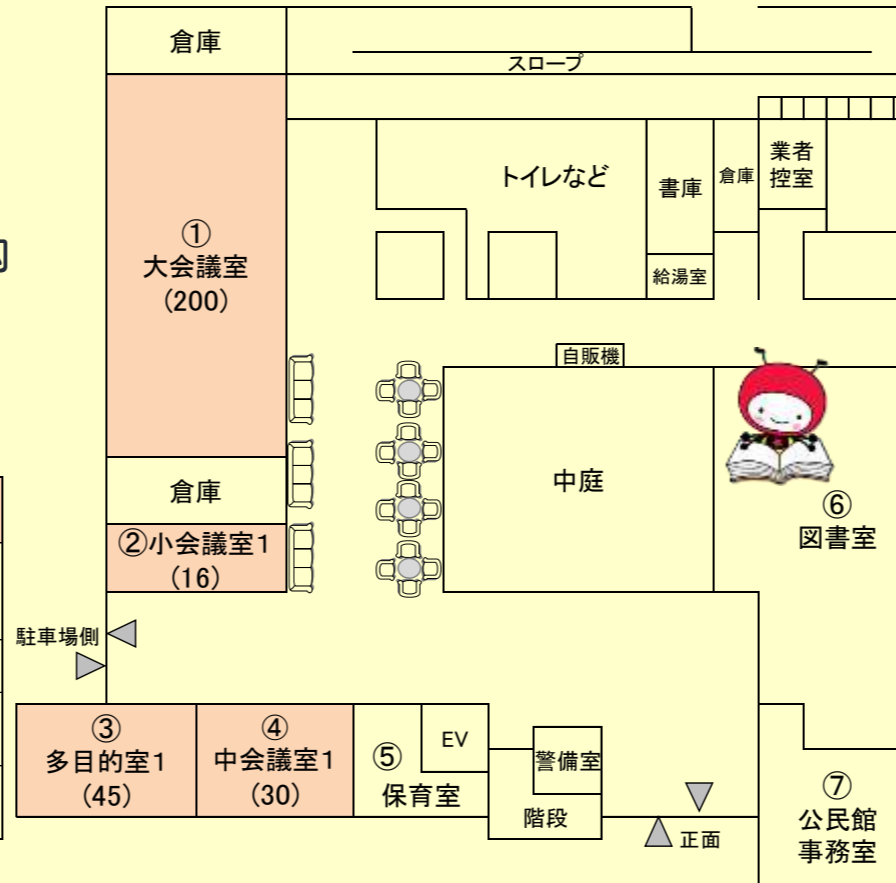 倉庫
スロープ
トイレなど
書庫
倉庫
業者
控室
給湯室
①
大会議室
(200)
自販機
倉庫
中庭
⑥
図書室
②小会議室1
(16)
駐車場側
③
多目的室1
(45)
④
中会議室1
(30)
⑤
保育室
EV
警備室
階段
正面
⑦
公民館
事務室